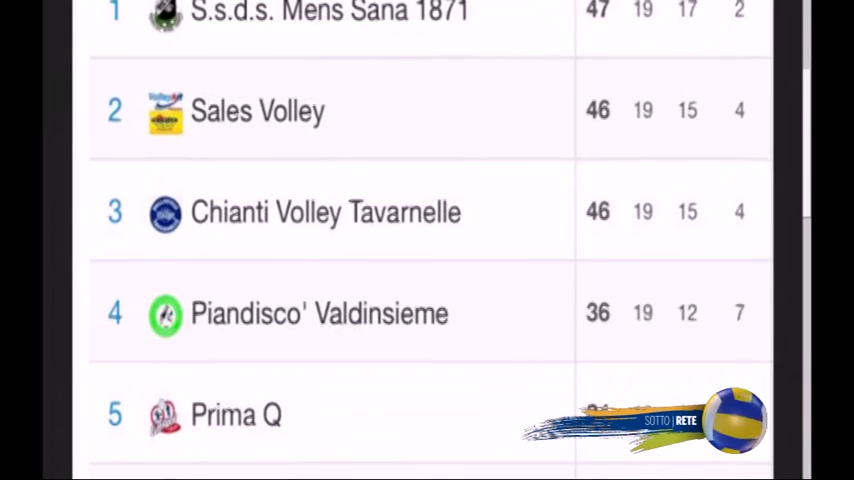 1 S.s.d.s. Mens Sana 1871 47 19 17 2
2 Sales Volley 46 19 15 4
3 Chianti Volley Tavarnelle 46 19 15 4
4 Piandisco' Valdinsieme 36 19 12 7
5 Prima Q
SOTTO | RETE